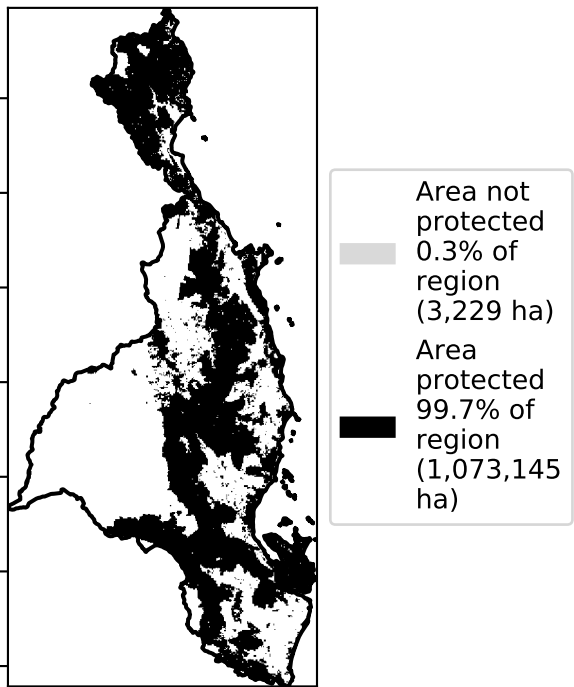 Area not
protected
0.3% of
region
(3,229 ha)
Area
protected
99.7% of
region
(1,073,145
ha)